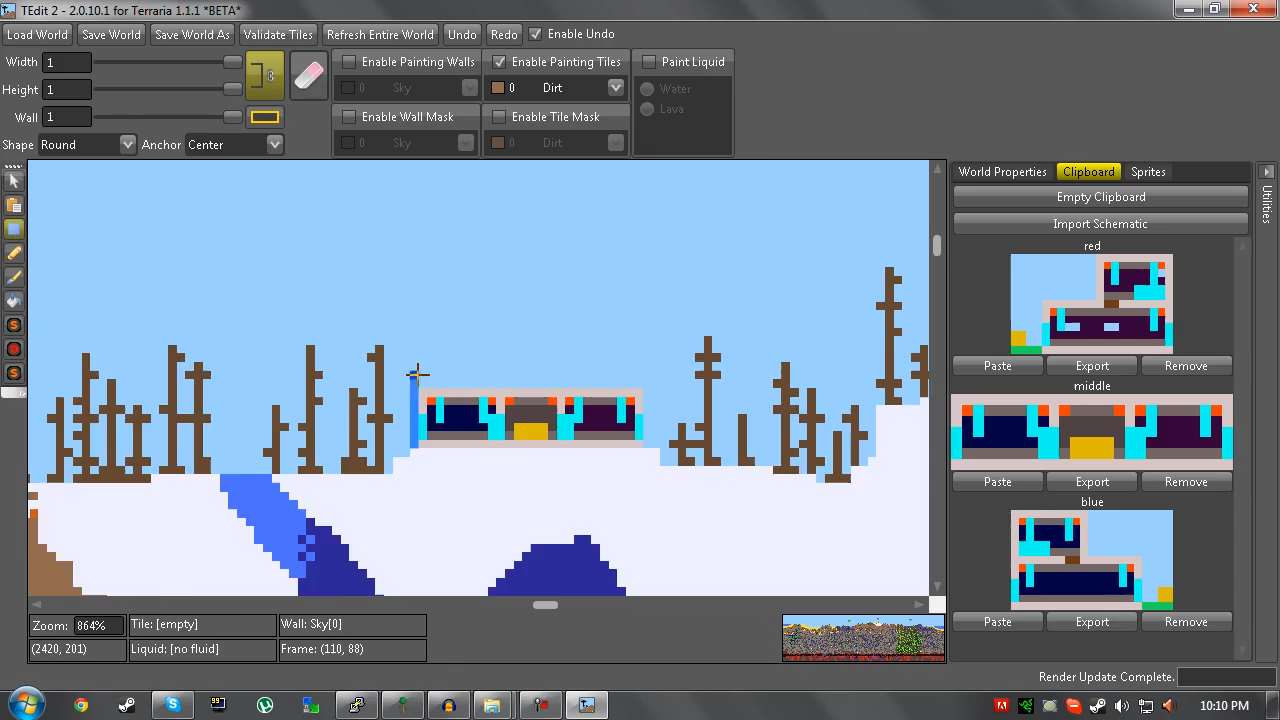 TEdit 2 - 2.0.10.1 for Terraria 1.1.1 *BETA*
Load World Save World Save World As Validate Tiles Refresh Entire World Undo Redo Enable Undo
Width 1 Enable Painting Walls Enable Painting Tiles Paint Liquid
Height 1 0 Sky 0 Dirt Water
Wall 1 Enable Wall Mask Enable Tile Mask Lava
Shape Round Anchor Center 0 Sky 0 Dirt
World Properties Clipboard Sprites
Utilities
Empty Clipboard
Import Schematic
red
Paste Export Remove
middle
Paste Export Remove
blue
Paste Export Remove
Zoom: 864% Tile: [empty] Wall: Sky[0]
(2420, 201) Liquid: [no fluid] Frame: (110, 88)
Render Update Complete.
10:10 PM